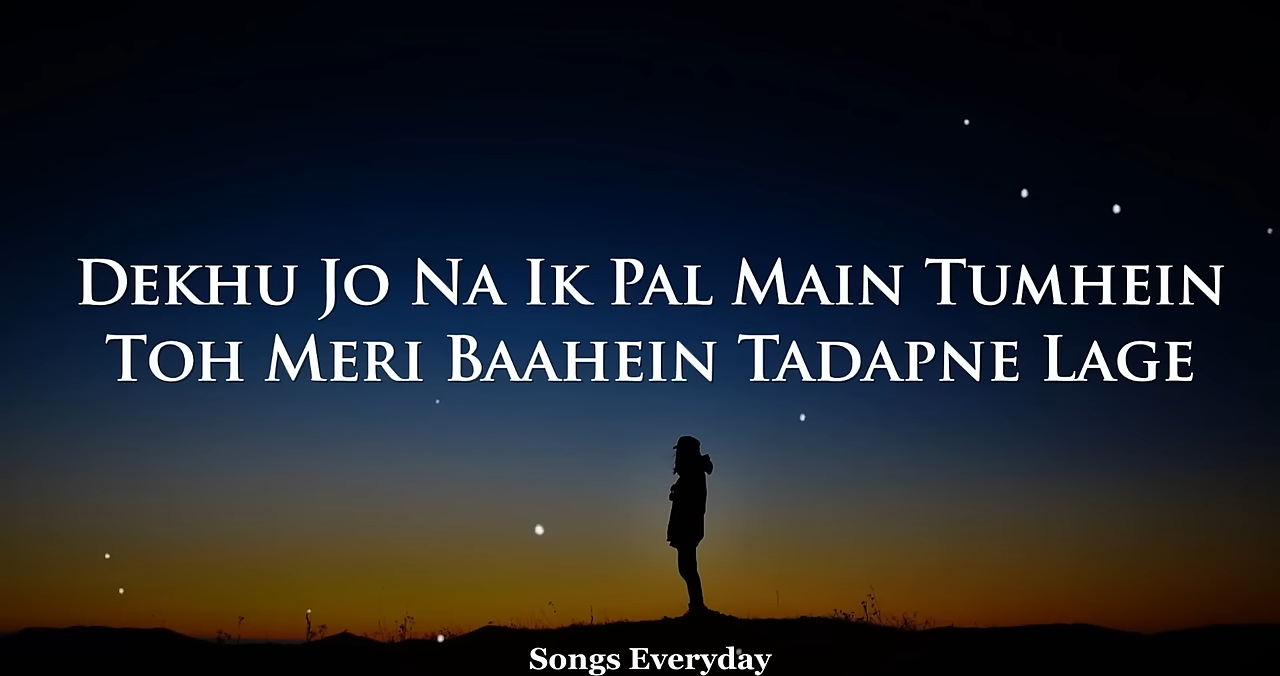 Dekhu Jo Na Ik Pal Main Tumhein
Toh Meri Baahein Tadapne Lage
Songs Everyday